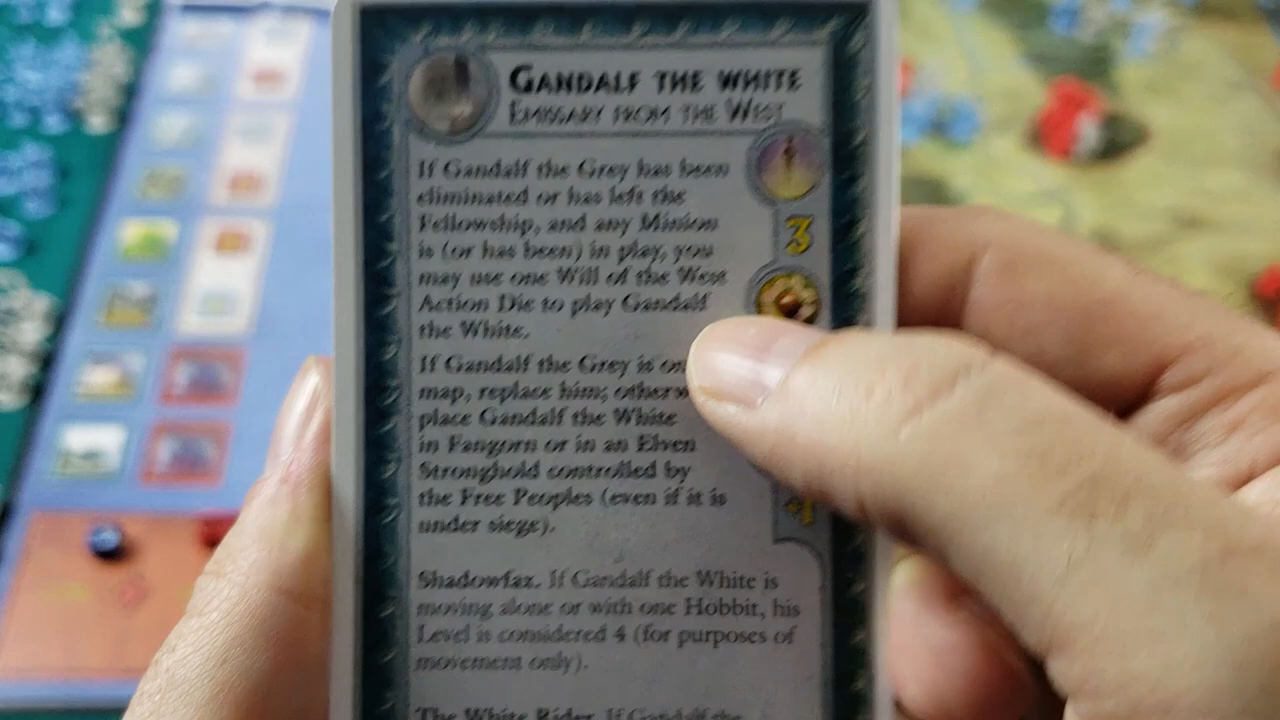 GANDALF THE WHITE
EMISSARY FROM THE WEST
If Gandalf the Grey has been
eliminated or has left the
Fellowship, and any Minion
is (or has been) in play, you
may use one Will of the West
Action Die to play Gandalf
the White.
3
If Gandalf the Grey is on
map, replace him; otherw
place Gandalf the White
in Fangorn or in an Elven
Stronghold controlled by
the Free Peoples (even if it is
under siege).
Shadowfax. If Gandalf the White is
moving alone or with one Hobbit, his
Level is considered 4 (for purposes of
movement only).
The White Rider. If Gandalf the